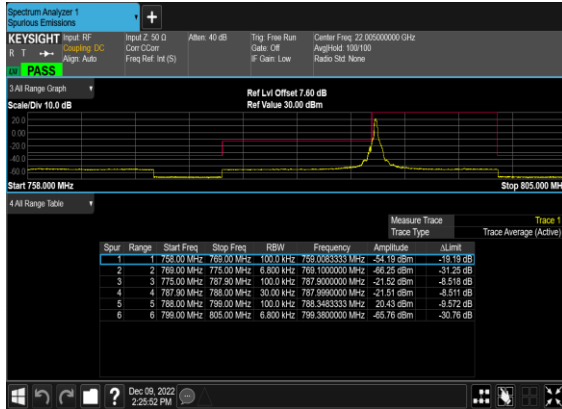 Spectrum Analyzer 1
Spurious Emissions
KEYSIGHT Input: RF Input Z: 50 Ω Atten: 40 dB Trig: Free Run Center Freq: 22.005000000 GHz
R T Coupling: DC Corr CCorr Gate: Off Avg|Hold: 100/100
Align: Auto Freq Ref: Int (S) IF Gain: Low Radio Std: None
PASS
3 All Range Graph
Ref Lvl Offset 7.60 dB
Scale/Div 10.0 dB Ref Value 30.00 dBm
20.0
0.00
-20.0
-40.0
-60.0
Start 758.000 MHz Stop 805.000 MH
4 All Range Table
Measure Trace Trace 1
Trace Type Trace Average (Active)
Spur Range Start Freq Stop Freq RBW Frequency Amplitude ΔLimit
1 1 758.00 MHz 769.00 MHz 100.0 kHz 759.0083333 MHz -54.19 dBm -19.19 dB
2 2 769.00 MHz 775.00 MHz 6.800 kHz 769.1000000 MHz -66.25 dBm -31.25 dB
3 3 775.00 MHz 787.90 MHz 100.0 kHz 787.9000000 MHz -21.52 dBm -8.518 dB
4 4 787.90 MHz 788.00 MHz 30.00 kHz 787.9990000 MHz -21.51 dBm -8.511 dB
5 5 788.00 MHz 799.00 MHz 100.0 kHz 788.3483333 MHz 20.43 dBm -9.572 dB
6 6 799.00 MHz 805.00 MHz 6.800 kHz 799.3800000 MHz -65.76 dBm -30.76 dB
Dec 09, 2022
2:25:52 PM